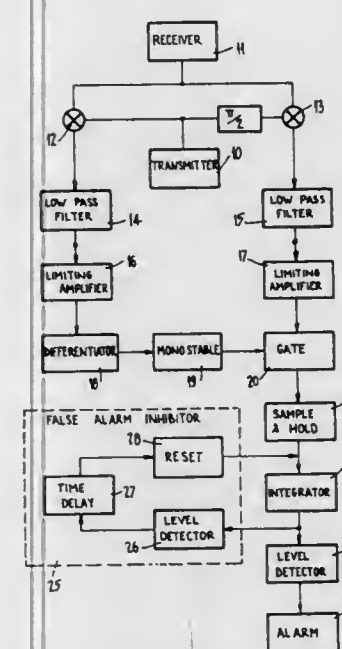 RECEIVER
11
12
π/2
13
TRANSMITTER
10
LOW PASS
FILTER
14
LOW PASS
FILTER
15
16
LIMITING
AMPLIFIER
17
LIMITING
AMPLIFIER
DIFFERENTIATOR
18
MONOSTABLE
19
GATE
20
FALSE ALARM INHIBITOR
28
RESET
SAMPLE
& HOLD
TIME
DELAY
27
LEVEL
DETECTOR
26
INTEGRATOR
25
LEVEL
DETECTOR
ALARM